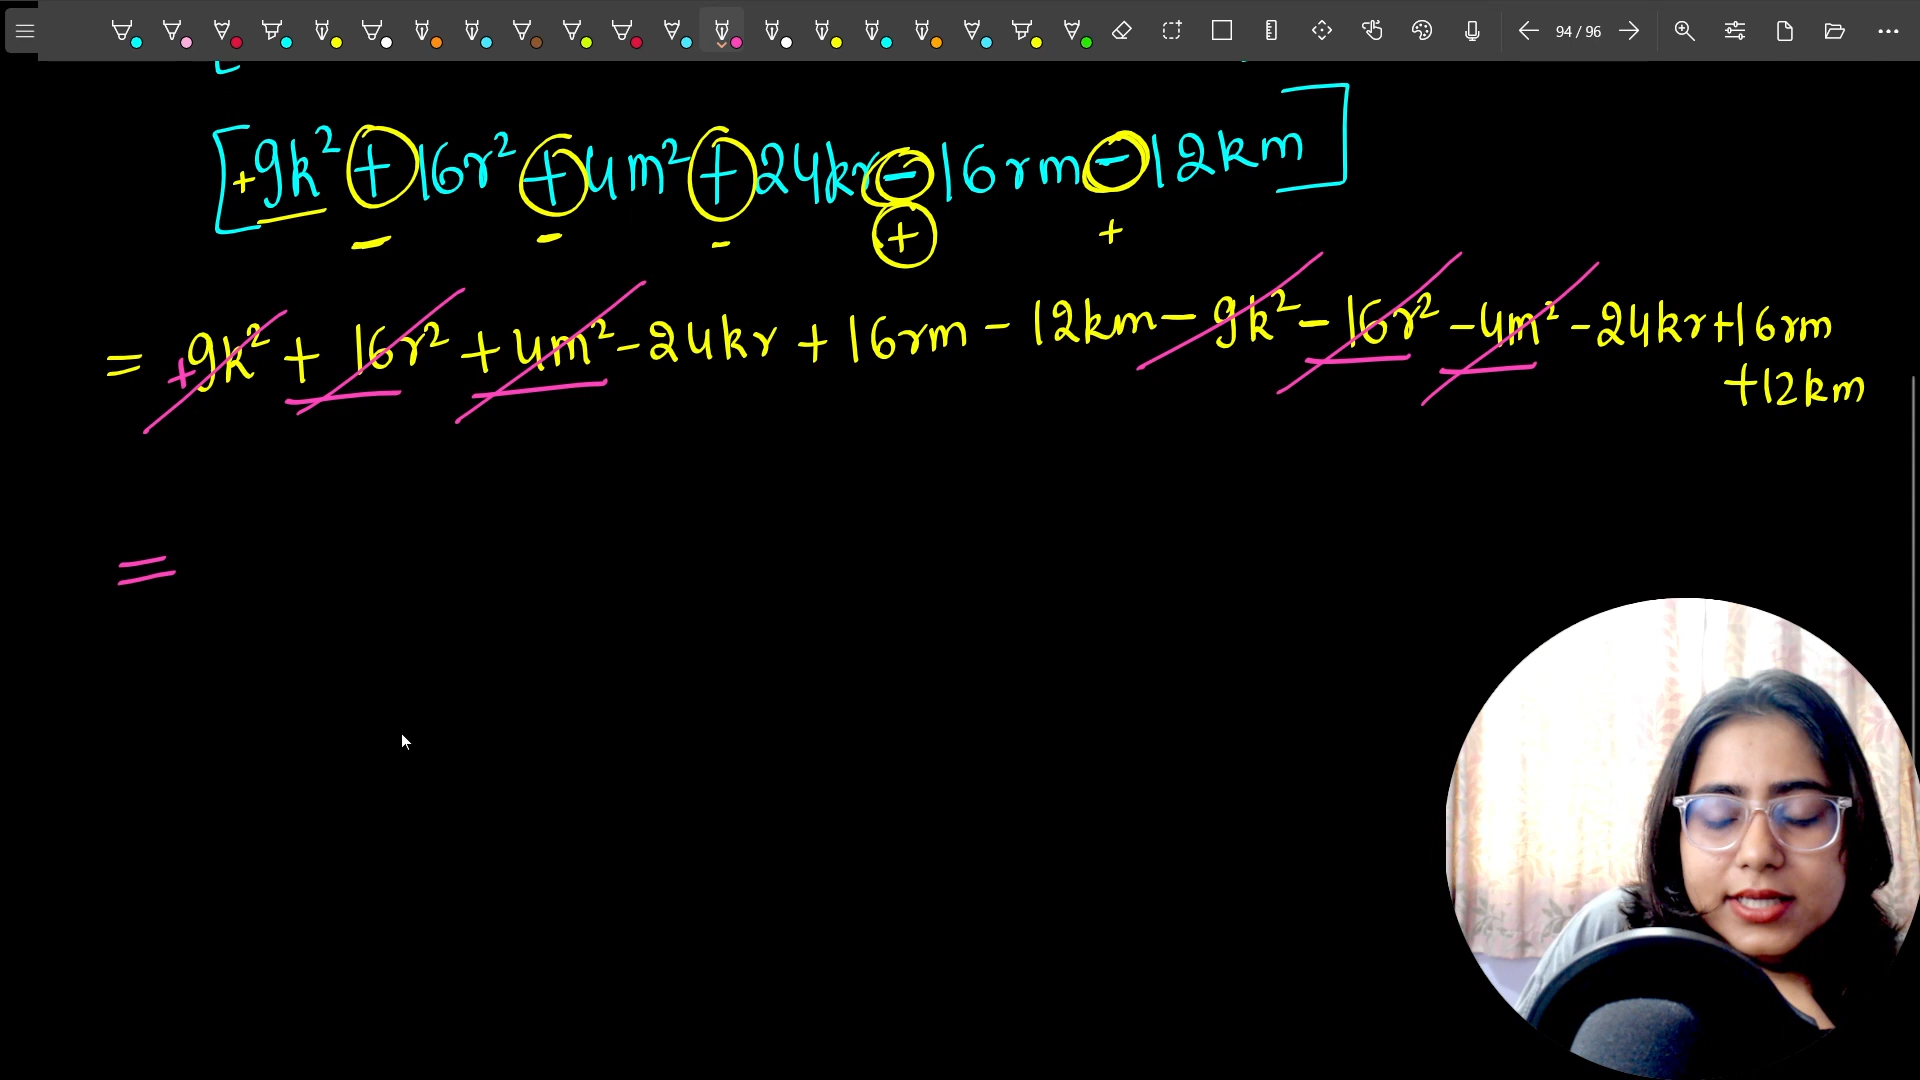 94 / 96
[+9k² + 16r² + 4m² + 24kr - 16rm - 12km]
- - - + +
= +9k² + 16r² + 4m² - 24kr + 16rm - 12km - 9k² - 16r² - 4m² - 24kr + 16rm
+12km
=